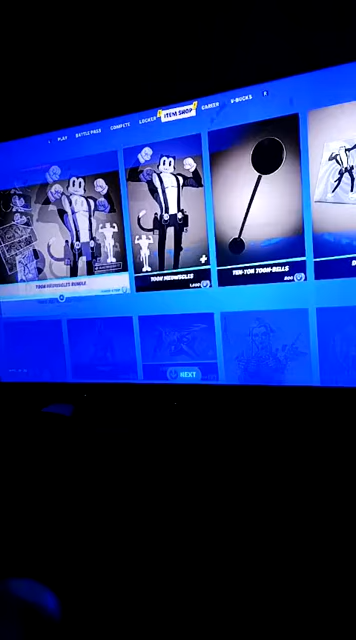 PLAY
BATTLE PASS
COMPETE
LOCKER
ITEM SHOP
CAREER
V-BUCKS
TOON MEOWSCLES BUNDLE
TOON MEOWSCLES
TEN-TON TOON-BELLS
800
NEXT